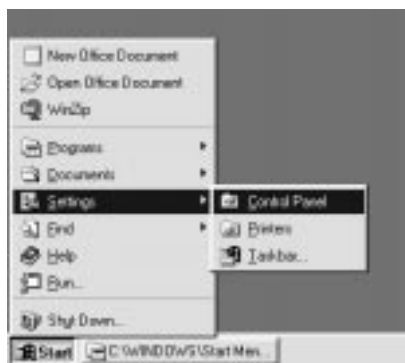 New Office Document
Open Office Document
WinZip
Programs
Documents
Settings
Find
Help
Run...
Shut Down...
Control Panel
Printers
Taskbar...
Start
C:\WINDOWS\Start Men...